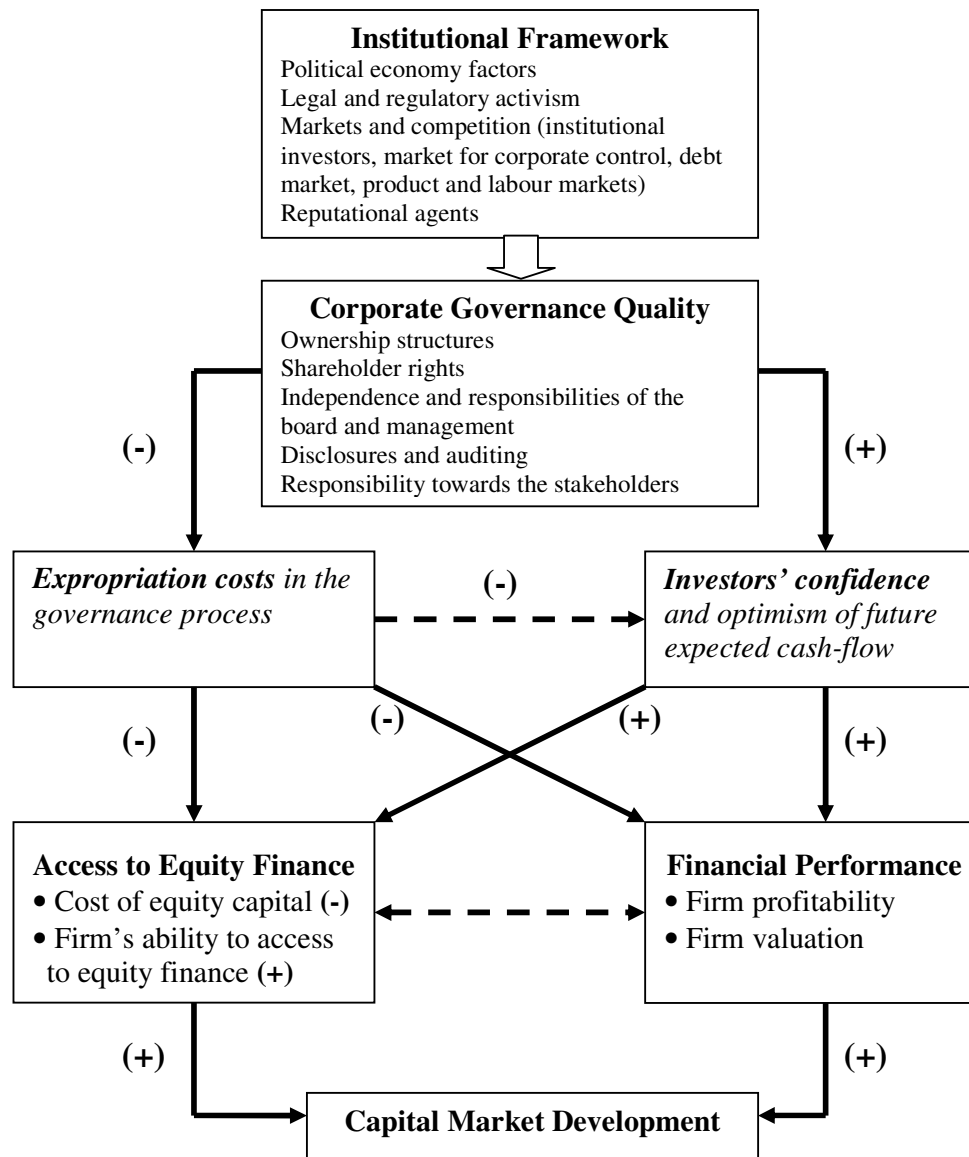 Institutional Framework
Political economy factors
Legal and regulatory activism
Markets and competition (institutional
investors, market for corporate control, debt
market, product and labour markets)
Reputational agents
Corporate Governance Quality
Ownership structures
Shareholder rights
Independence and responsibilities of the
board and management
Disclosures and auditing
Responsibility towards the stakeholders
(-)
(+)
Expropriation costs in the
governance process
(-)
Investors’ confidence
and optimism of future
expected cash-flow
(-)
(-)
(+)
(+)
Access to Equity Finance
• Cost of equity capital (-)
• Firm’s ability to access
to equity finance (+)
Financial Performance
• Firm profitability
• Firm valuation
(+)
(+)
Capital Market Development